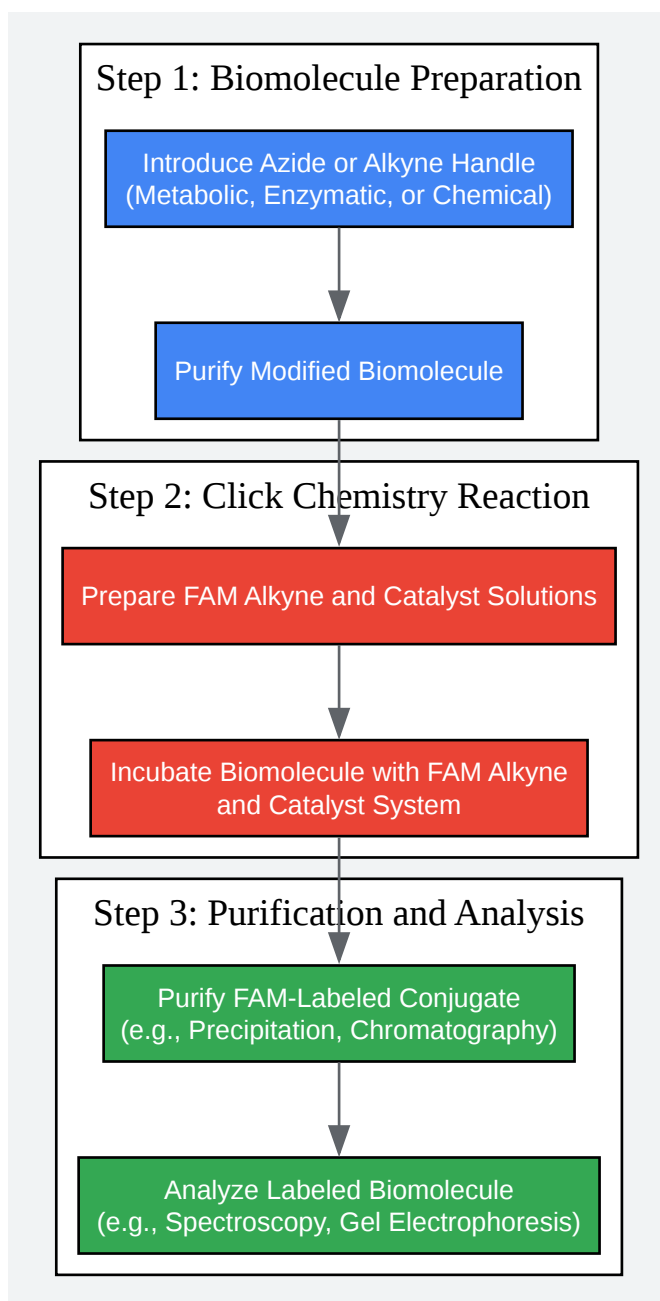 Step 1: Biomolecule Preparation
Introduce Azide or Alkyne Handle
(Metabolic, Enzymatic, or Chemical)
Purify Modified Biomolecule
Step 2: Click Chemistry Reaction
Prepare FAM Alkyne and Catalyst Solutions
Incubate Biomolecule with FAM Alkyne
and Catalyst System
Step 3: Purification and Analysis
Purify FAM-Labeled Conjugate
(e.g., Precipitation, Chromatography)
Analyze Labeled Biomolecule
(e.g., Spectroscopy, Gel Electrophoresis)